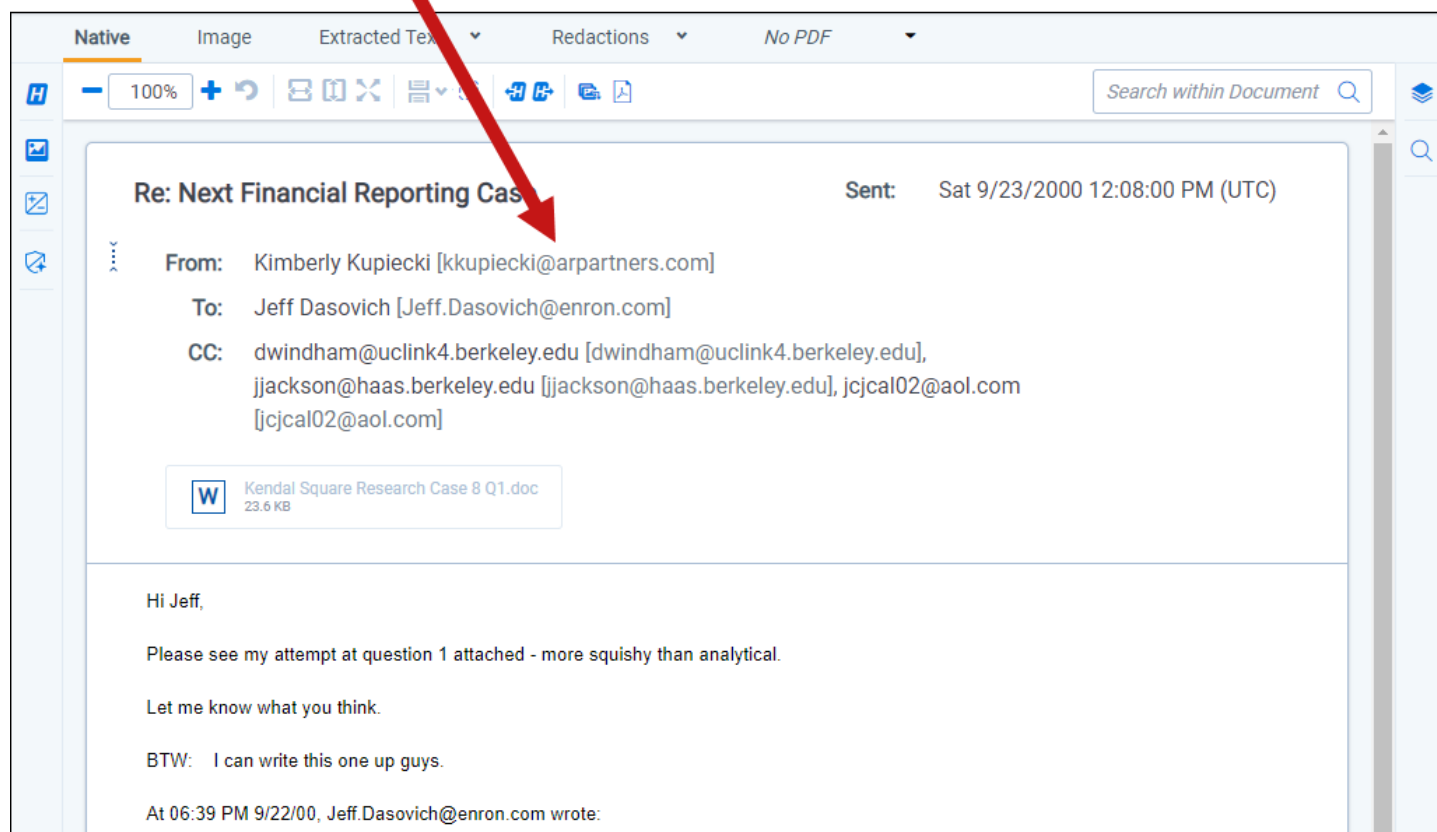 Native Image Extracted Tex Redactions No PDF
100%
Search within Document
Re: Next Financial Reporting Cas Sent: Sat 9/23/2000 12:08:00 PM (UTC)
From: Kimberly Kupiecki [kkupiecki@arpartners.com]
To: Jeff Dasovich [Jeff.Dasovich@enron.com]
CC: dwindham@uclink4.berkeley.edu [dwindham@uclink4.berkeley.edu],
jjackson@haas.berkeley.edu [jjackson@haas.berkeley.edu], jcjcal02@aol.com
[jcjcal02@aol.com]
W Kendal Square Research Case 8 Q1.doc
23.6 KB
Hi Jeff,
Please see my attempt at question 1 attached - more squishy than analytical.
Let me know what you think.
BTW: I can write this one up guys.
At 06:39 PM 9/22/00, Jeff.Dasovich@enron.com wrote: